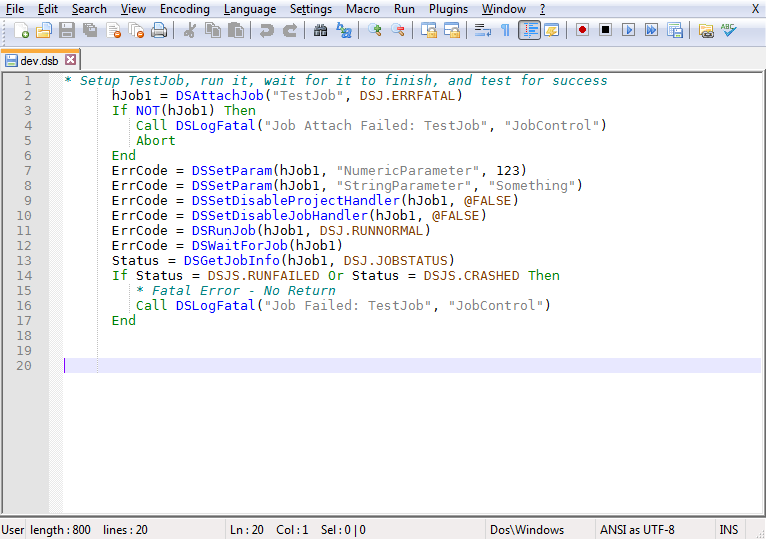 File Edit Search View Encoding Language Settings Macro Run Plugins Window ? X
dev.dsb
1 * Setup TestJob, run it, wait for it to finish, and test for success
2 hJob1 = DSAttachJob("TestJob", DSJ.ERRFATAL)
3 If NOT(hJob1) Then
4 Call DSLogFatal("Job Attach Failed: TestJob", "JobControl")
5 Abort
6 End
7 ErrCode = DSSetParam(hJob1, "NumericParameter", 123)
8 ErrCode = DSSetParam(hJob1, "StringParameter", "Something")
9 ErrCode = DSSetDisableProjectHandler(hJob1, @FALSE)
10 ErrCode = DSSetDisableJobHandler(hJob1, @FALSE)
11 ErrCode = DSRunJob(hJob1, DSJ.RUNNORMAL)
12 ErrCode = DSWaitForJob(hJob1)
13 Status = DSGetJobInfo(hJob1, DSJ.JOBSTATUS)
14 If Status = DSJS.RUNFAILED Or Status = DSJS.CRASHED Then
15 * Fatal Error - No Return
16 Call DSLogFatal("Job Failed: TestJob", "JobControl")
17 End
18
19
20
User length : 800 lines : 20 Ln : 20 Col : 1 Sel : 0 | 0 Dos\Windows ANSI as UTF-8 INS